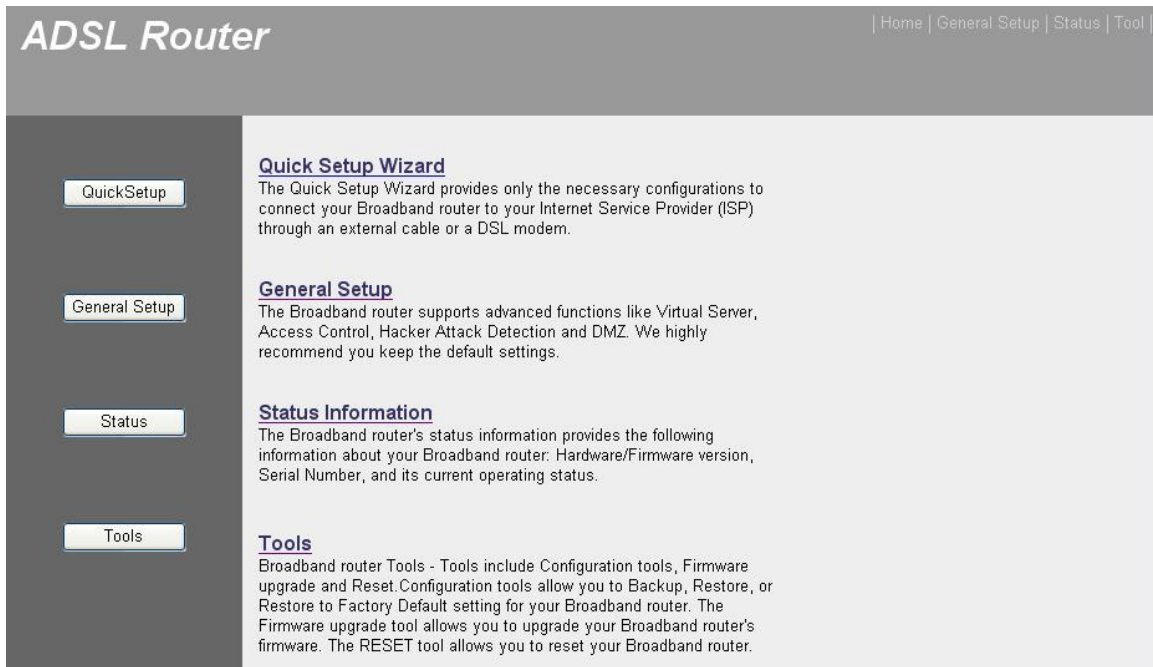 ADSL Router
| Home | General Setup | Status | Tool |
QuickSetup
Quick Setup Wizard
The Quick Setup Wizard provides only the necessary configurations to
connect your Broadband router to your Internet Service Provider (ISP)
through an external cable or a DSL modem.
General Setup
General Setup
The Broadband router supports advanced functions like Virtual Server,
Access Control, Hacker Attack Detection and DMZ. We highly
recommend you keep the default settings.
Status
Status Information
The Broadband router's status information provides the following
information about your Broadband router: Hardware/Firmware version,
Serial Number, and its current operating status.
Tools
Tools
Broadband router Tools - Tools include Configuration tools, Firmware
upgrade and Reset.Configuration tools allow you to Backup, Restore, or
Restore to Factory Default setting for your Broadband router. The
Firmware upgrade tool allows you to upgrade your Broadband router's
firmware. The RESET tool allows you to reset your Broadband router.